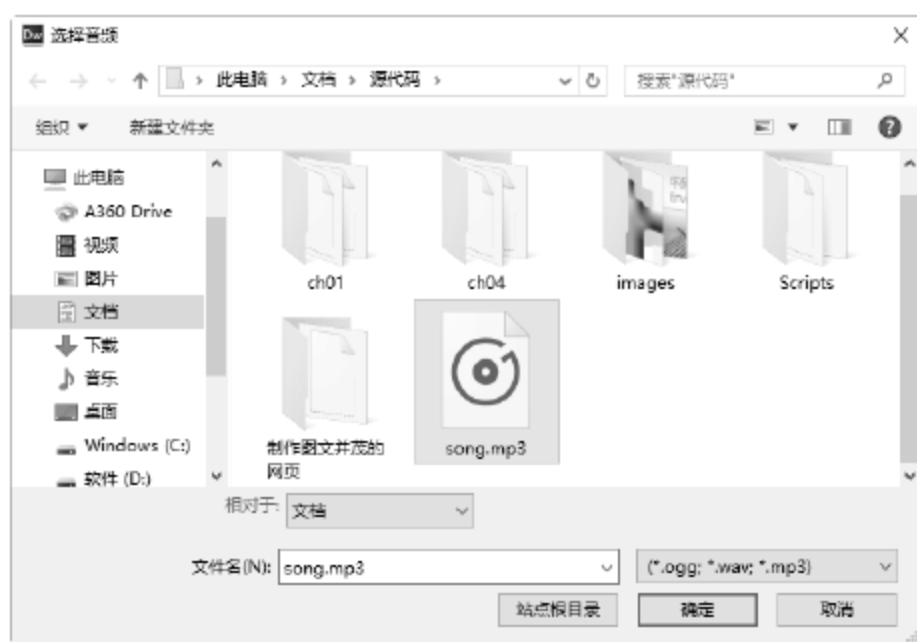 Dw 选择音频
此电脑 > 文档 > 源代码 >
搜索"源代码"
组织 新建文件夹
此电脑
A360 Drive
视频
图片
文档
下载
音乐
桌面
Windows (C:)
软件 (D:)
ch01
ch04
images
Scripts
制作图文并茂的
网页
song.mp3
相对于: 文档
文件名(N): song.mp3
(*.ogg; *.wav; *.mp3)
站点根目录 确定 取消